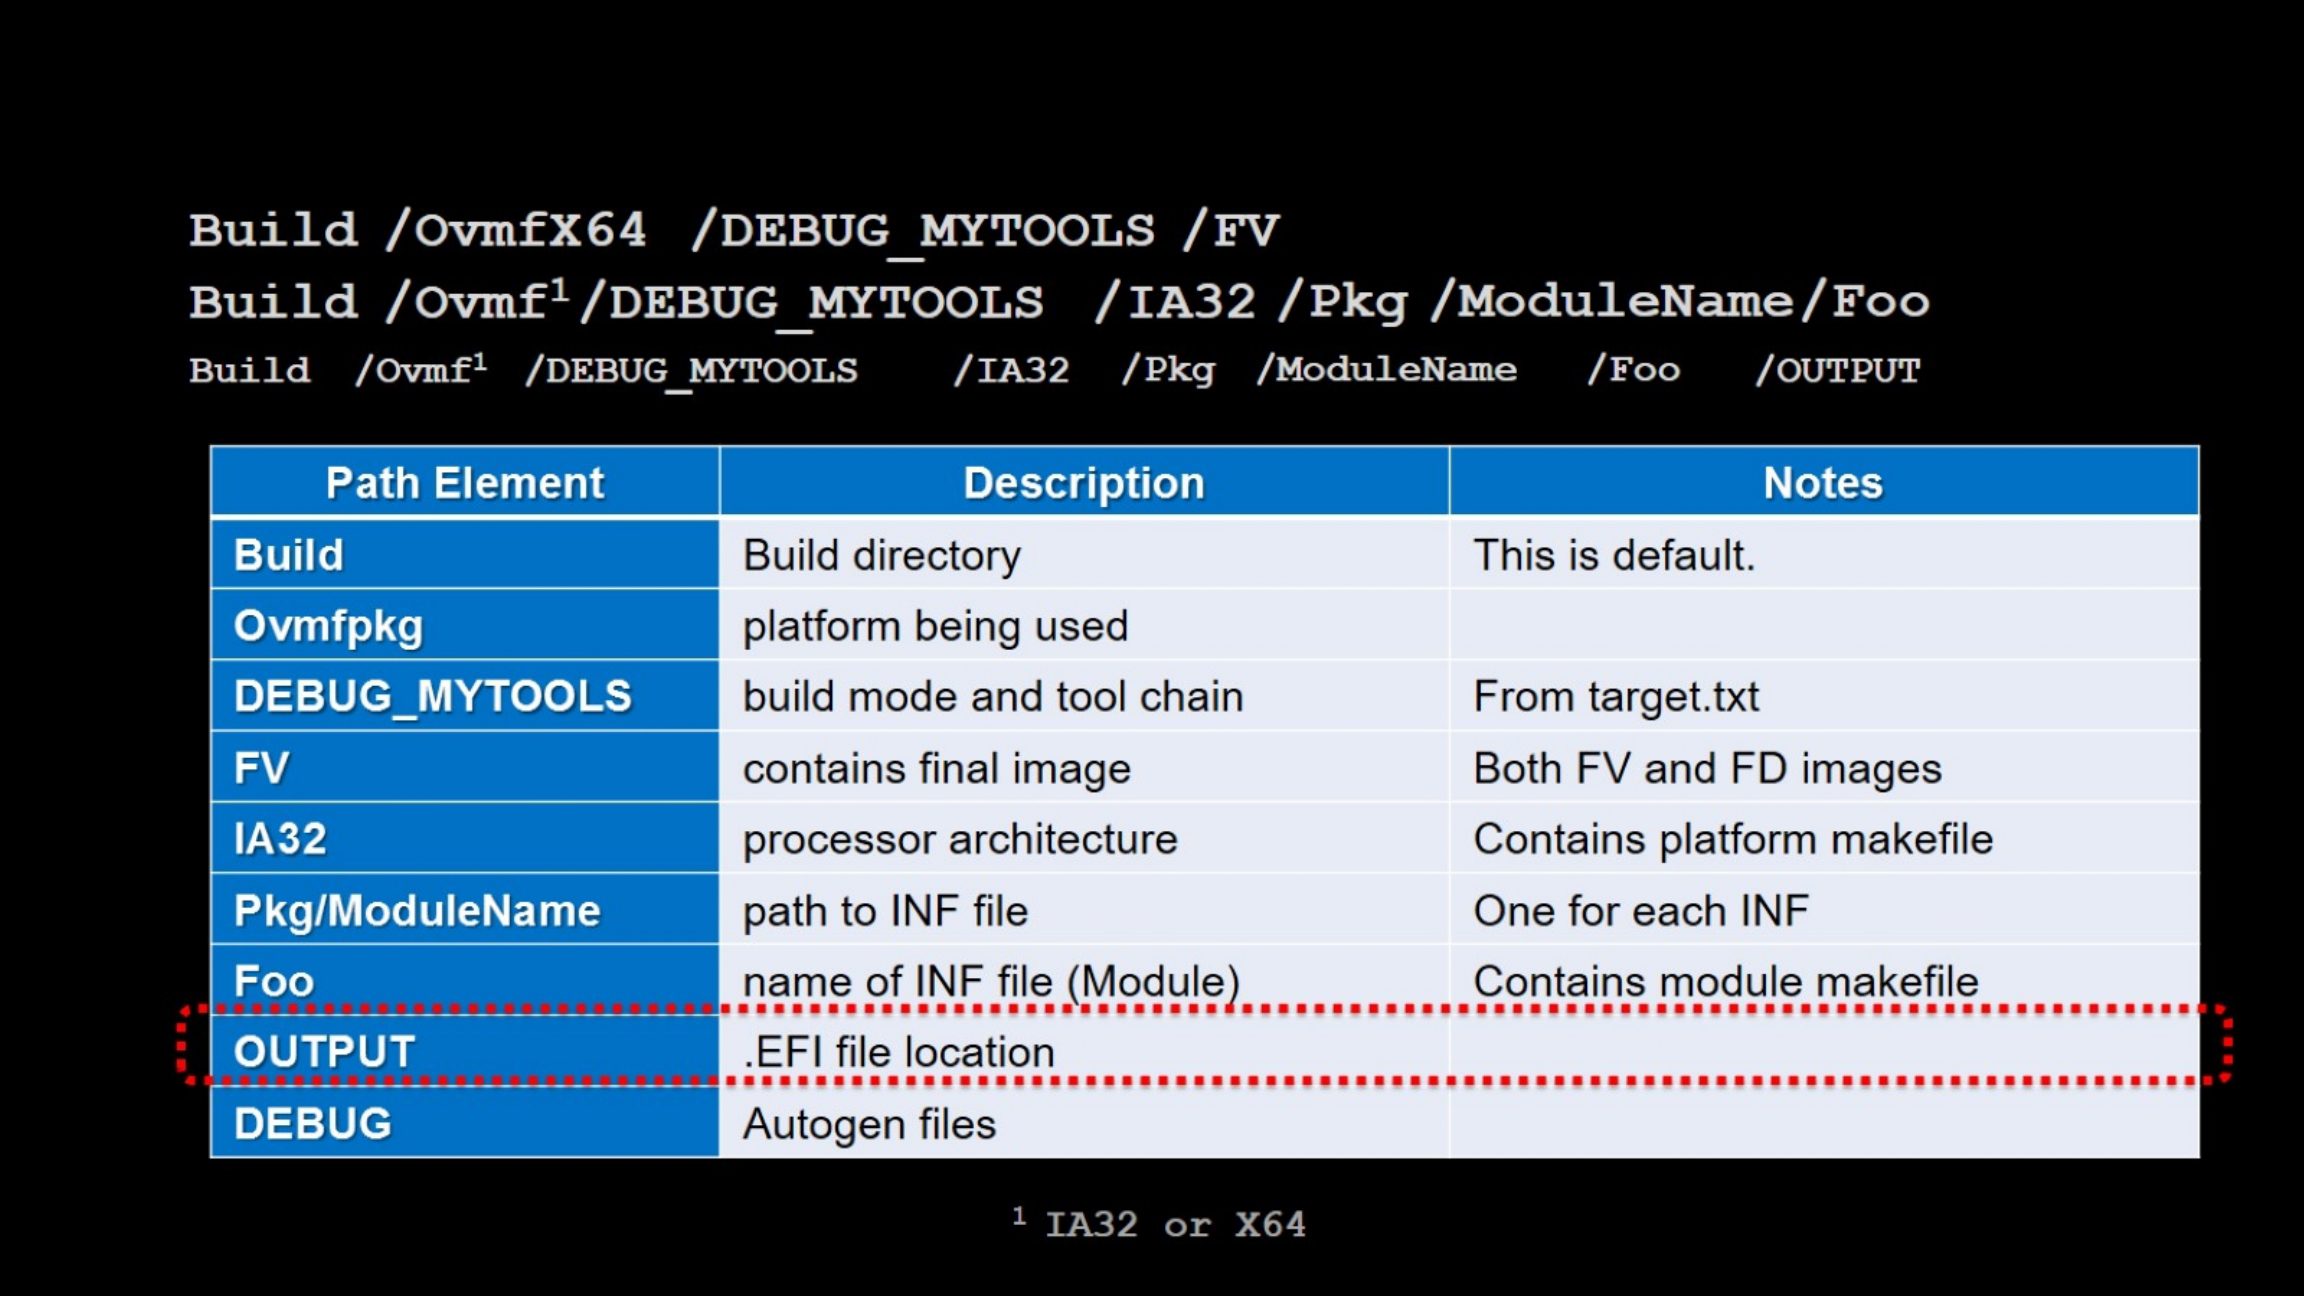 Build /OvmfX64 /DEBUG_MYTOOLS /FV
Build /Ovmf¹/DEBUG_MYTOOLS /IA32 /Pkg /ModuleName/Foo
Build /Ovmf¹ /DEBUG_MYTOOLS /IA32 /Pkg /ModuleName /Foo /OUTPUT
Path Element Description Notes
Build Build directory This is default.
Ovmfpkg platform being used
DEBUG_MYTOOLS build mode and tool chain From target.txt
FV contains final image Both FV and FD images
IA32 processor architecture Contains platform makefile
Pkg/ModuleName path to INF file One for each INF
Foo name of INF file (Module) Contains module makefile
OUTPUT .EFI file location
DEBUG Autogen files
¹ IA32 or X64